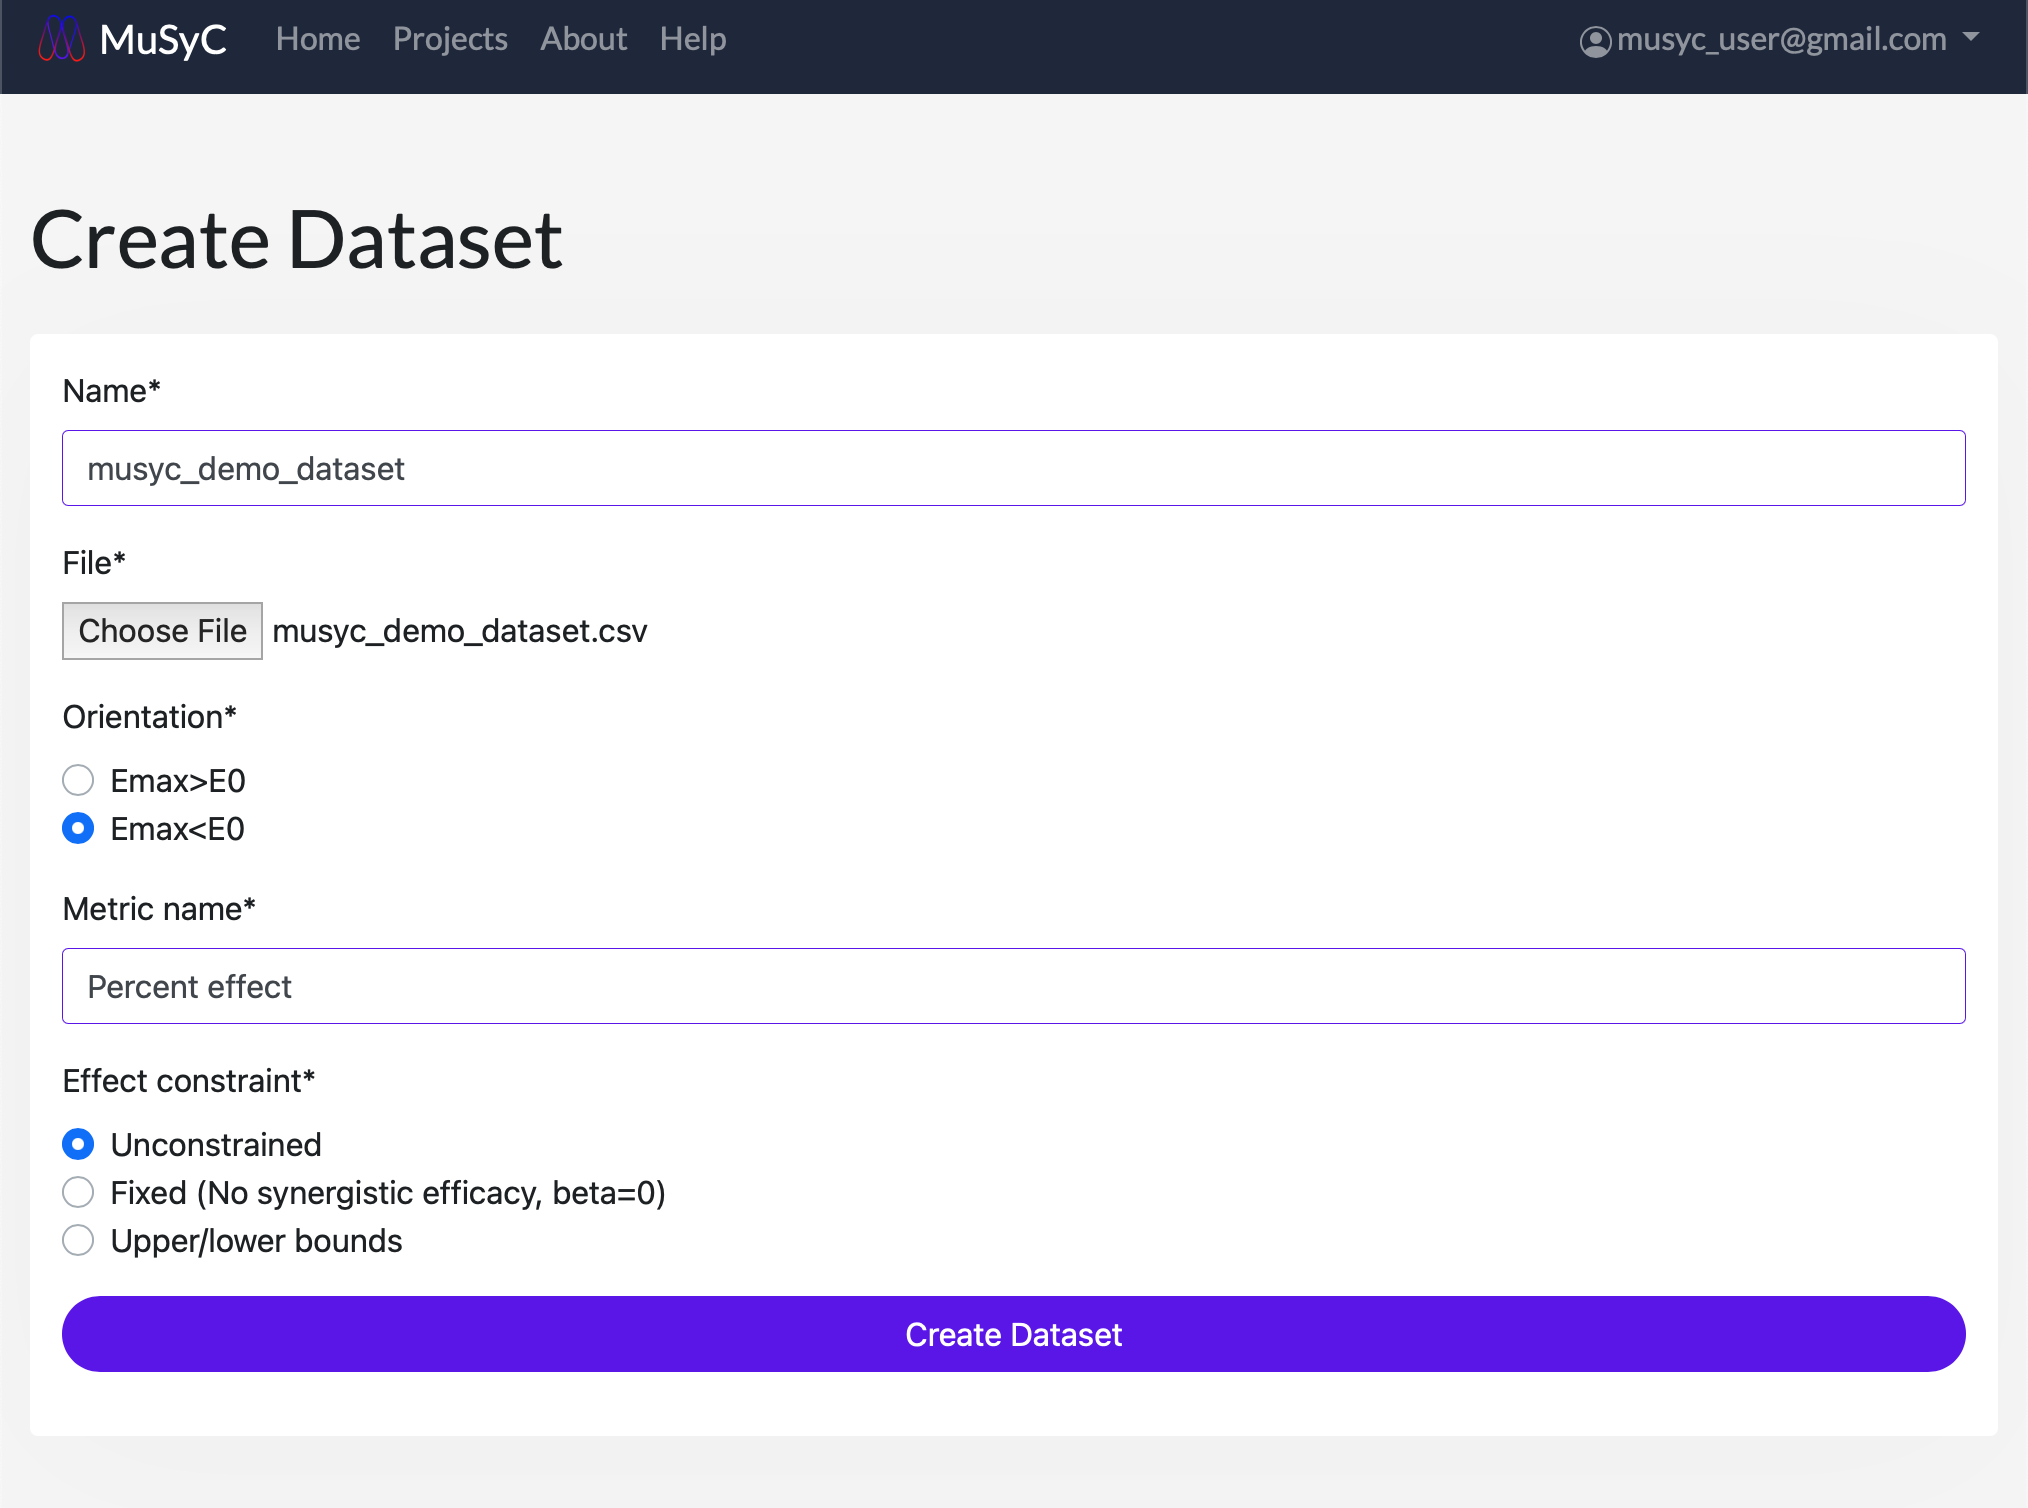 MuSyC Home Projects About Help musyc_user@gmail.com
Create Dataset
Name*
musyc_demo_dataset
File*
Choose File musyc_demo_dataset.csv
Orientation*
Emax>E0
Emax<E0
Metric name*
Percent effect
Effect constraint*
Unconstrained
Fixed (No synergistic efficacy, beta=0)
Upper/lower bounds
Create Dataset